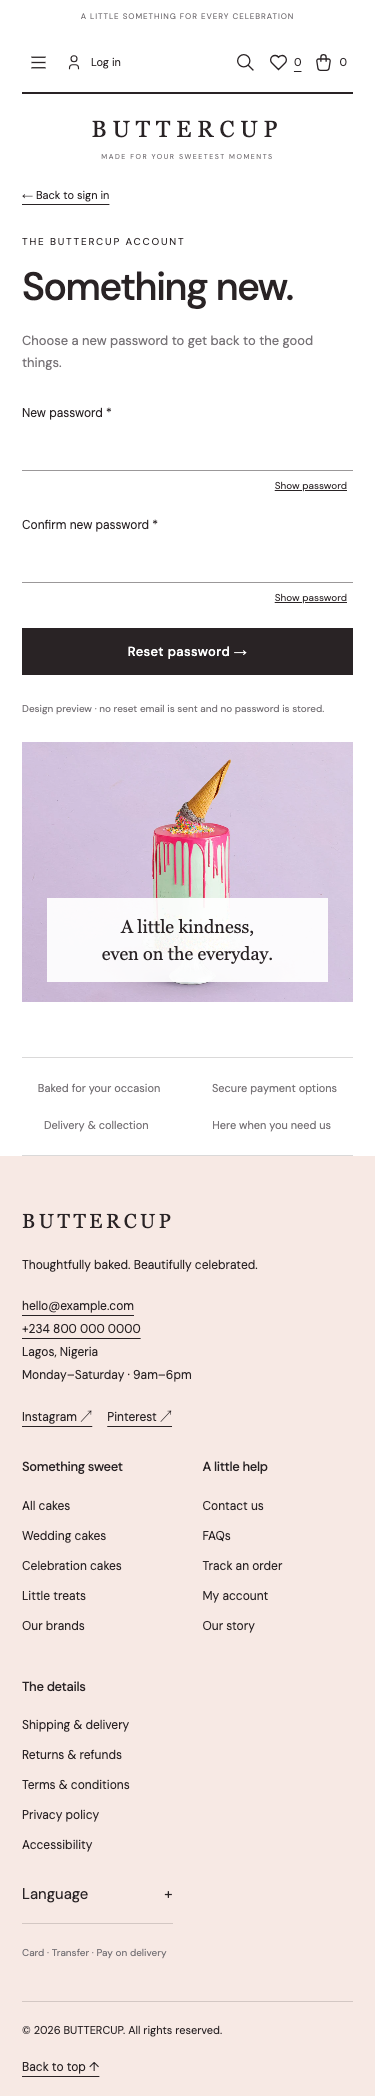 A LITTLE SOMETHING FOR EVERY CELEBRATION
Log in
0
0
BUTTERCUP
MADE FOR YOUR SWEETEST MOMENTS
← Back to sign in
THE BUTTERCUP ACCOUNT
Something new.
Choose a new password to get back to the good
things.
New password *
Show password
Confirm new password *
Show password
Reset password →
Design preview · no reset email is sent and no password is stored.
A little kindness,
even on the everyday.
Baked for your occasion
Secure payment options
Delivery & collection
Here when you need us
BUTTERCUP
Thoughtfully baked. Beautifully celebrated.
hello@example.com
+234 800 000 0000
Lagos, Nigeria
Monday–Saturday · 9am–6pm
Instagram ↗
Pinterest ↗
Something sweet
All cakes
Wedding cakes
Celebration cakes
Little treats
Our brands
A little help
Contact us
FAQs
Track an order
My account
Our story
The details
Shipping & delivery
Returns & refunds
Terms & conditions
Privacy policy
Accessibility
Language +
Card · Transfer · Pay on delivery
© 2026 BUTTERCUP. All rights reserved.
Back to top ↑